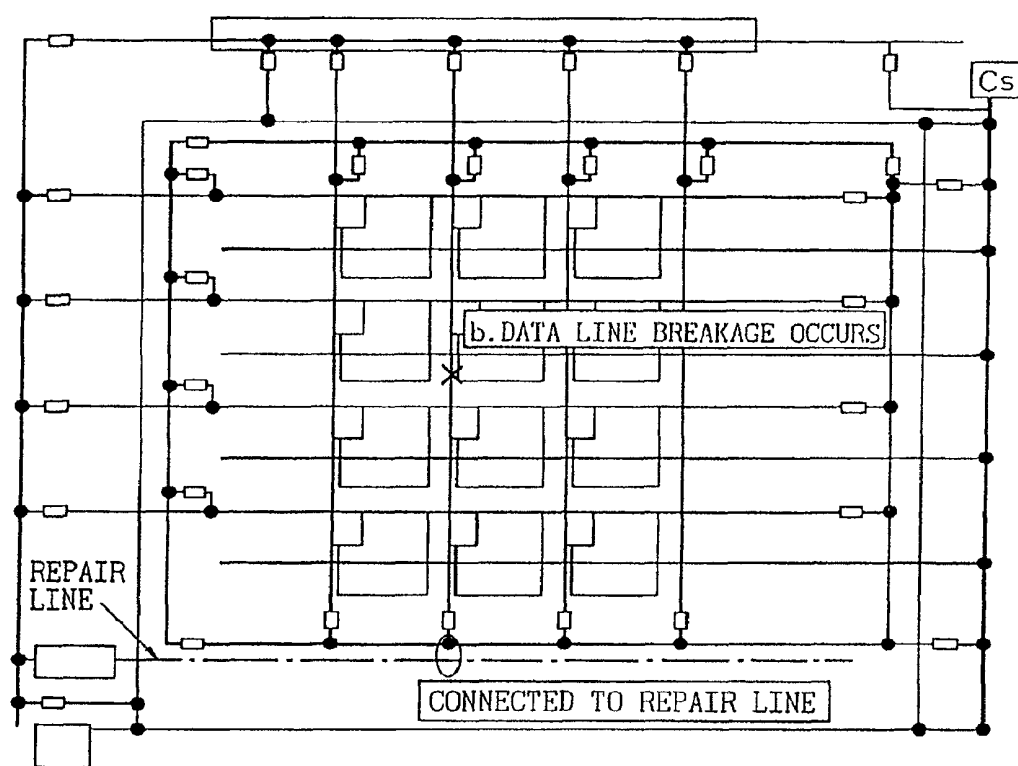 Cs
b.DATA LINE BREAKAGE OCCURS
REPAIR
LINE
CONNECTED TO REPAIR LINE